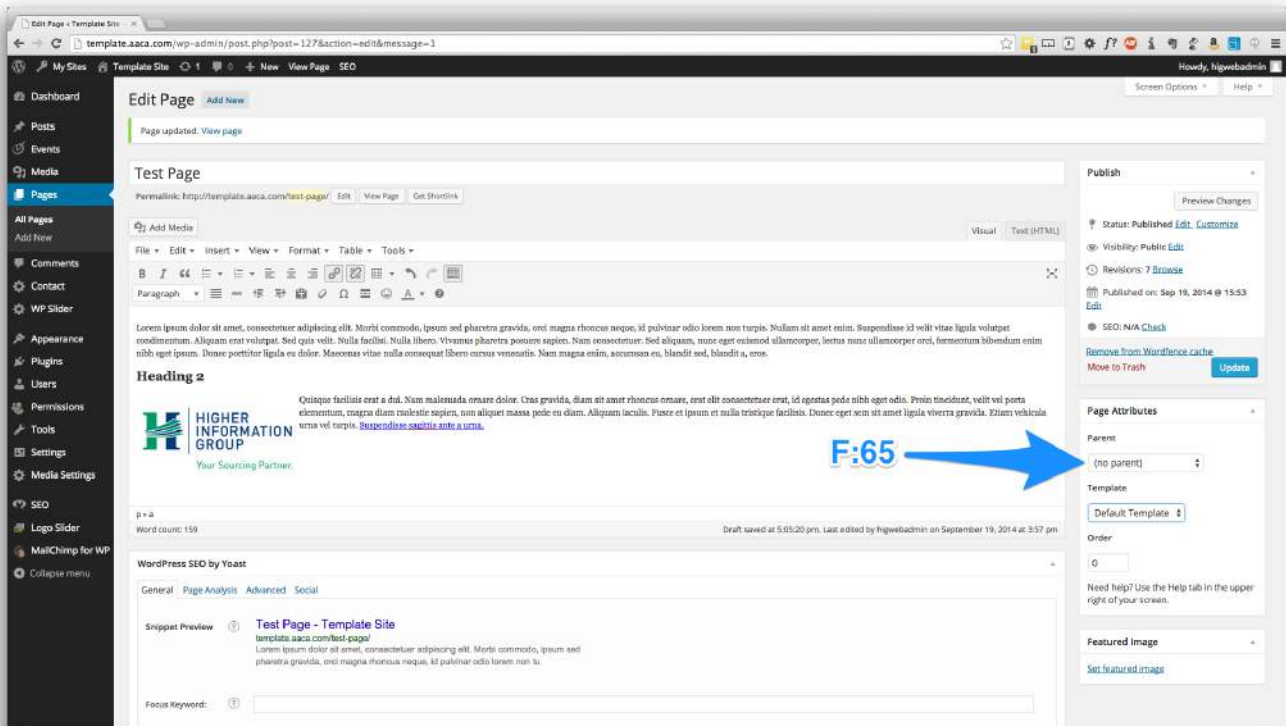 Edit Page ‹ Template Site -
template.aaca.com/wp-admin/post.php?post=127&action=edit&message=1
My Sites Template Site 1 0 + New View Page SEO Howdy, higwebadmin
Screen Options Help
Dashboard
Posts
Events
Media
Pages
All Pages
Add New
Comments
Contact
WP Slider
Appearance
Plugins
Users
Permissions
Tools
Settings
Media Settings
SEO
Logo Slider
MailChimp for WP
Collapse menu
Edit Page Add New
Page updated. View page
Test Page
Permalink: http://template.aaca.com/test-page/ Edit View Page Get Shortlink
Add Media Visual Text (HTML)
File Edit Insert View Format Table Tools
Paragraph
Lorem ipsum dolor sit amet, consectetuer adipiscing elit. Morbi commodo, ipsum sed pharetra gravida, orci magna rhoncus neque, id pulvinar odio lorem non turpis. Nullam sit amet enim. Suspendisse id velit vitae ligula volutpat
condimentum. Aliquam erat volutpat. Sed quis velit. Nulla facilisi. Nulla libero. Vivamus pharetra posuere sapien. Nam consectetuer. Sed aliquam, nunc eget euismod ullamcorper, lectus nunc ullamcorper orci, fermentum bibendum enim
nibh eget ipsum. Donec porttitor ligula eu dolor. Maecenas vitae nulla consequat libero cursus venenatis. Nam magna enim, accumsan eu, blandit sed, blandit a, eros.
Heading 2
HIGHER
INFORMATION
GROUP
Your Sourcing Partner.
Quisque facilisis erat a dui. Nam malesuada ornare dolor. Cras gravida, diam sit amet rhoncus ornare, erat elit consectetuer erat, id egestas pede nibh eget odio. Proin tincidunt, velit vel porta
elementum, magna diam molestie sapien, non aliquet massa pede eu diam. Aliquam iaculis. Fusce et ipsum et nulla tristique facilisis. Donec eget sem sit amet ligula viverra gravida. Etiam vehicula
urna vel turpis. Suspendisse sagittis ante a urna.
F:65
p » a
Word count: 159 Draft saved at 5:05:20 pm. Last edited by higwebadmin on September 19, 2014 at 3:57 pm
WordPress SEO by Yoast
General Page Analysis Advanced Social
Snippet Preview
Test Page - Template Site
template.aaca.com/test-page/
Lorem ipsum dolor sit amet, consectetuer adipiscing elit. Morbi commodo, ipsum sed
pharetra gravida, orci magna rhoncus neque, id pulvinar odio lorem non tu
Focus Keyword:
Publish
Preview Changes
Status: Published Edit Customize
Visibility: Public Edit
Revisions: 7 Browse
Published on: Sep 19, 2014 @ 15:53
Edit
SEO: N/A Check
Remove from Wordfence cache
Move to Trash Update
Page Attributes
Parent
(no parent)
Template
Default Template
Order
0
Need help? Use the Help tab in the upper
right of your screen.
Featured Image
Set featured image